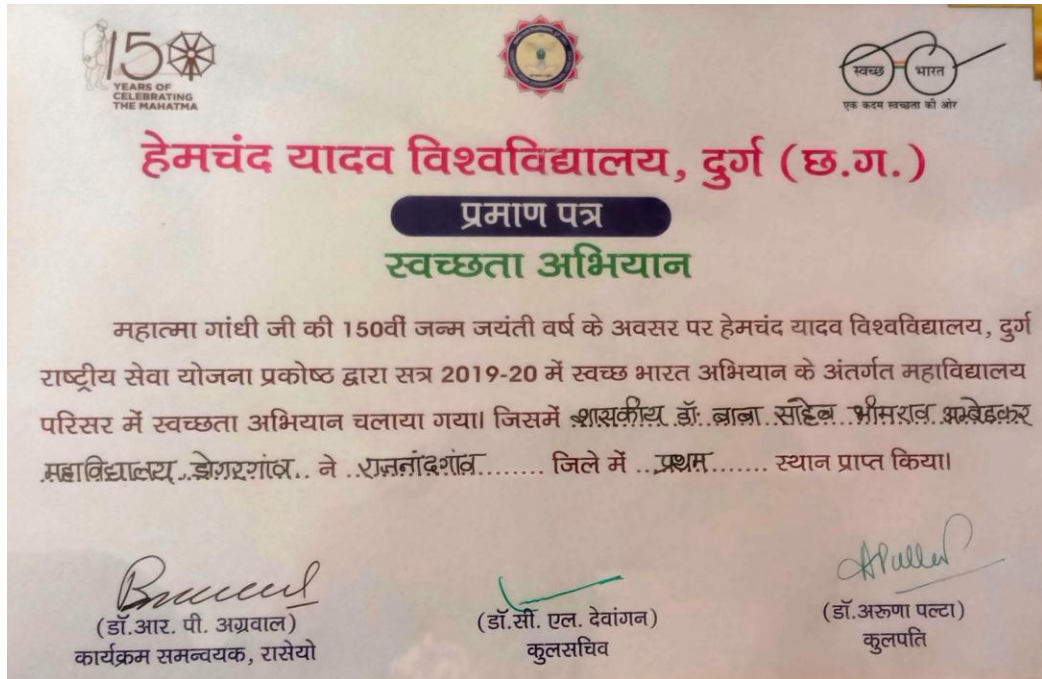 150
YEARS OF
CELEBRATING
THE MAHATMA
स्वच्छ भारत
एक कदम स्वच्छता की ओर
हेमचंद यादव विश्वविद्यालय, दुर्ग (छ.ग.)
प्रमाण पत्र
स्वच्छता अभियान
महात्मा गांधी जी की 150वीं जन्म जयंती वर्ष के अवसर पर हेमचंद यादव विश्वविद्यालय, दुर्ग
राष्ट्रीय सेवा योजना प्रकोष्ठ द्वारा सत्र 2019-20 में स्वच्छ भारत अभियान के अंतर्गत महाविद्यालय
परिसर में स्वच्छता अभियान चलाया गया। जिसमें शासकीय डॉ. बाबा साहेब भीमराव अम्बेडकर
महाविद्यालय डोंगरगांव ने राजनांदगांव जिले में प्रथम स्थान प्राप्त किया।
(डॉ.आर. पी. अग्रवाल)
कार्यक्रम समन्वयक, रासेयो
(डॉ.सी. एल. देवांगन)
कुलसचिव
(डॉ.अरूणा पल्टा)
कुलपति